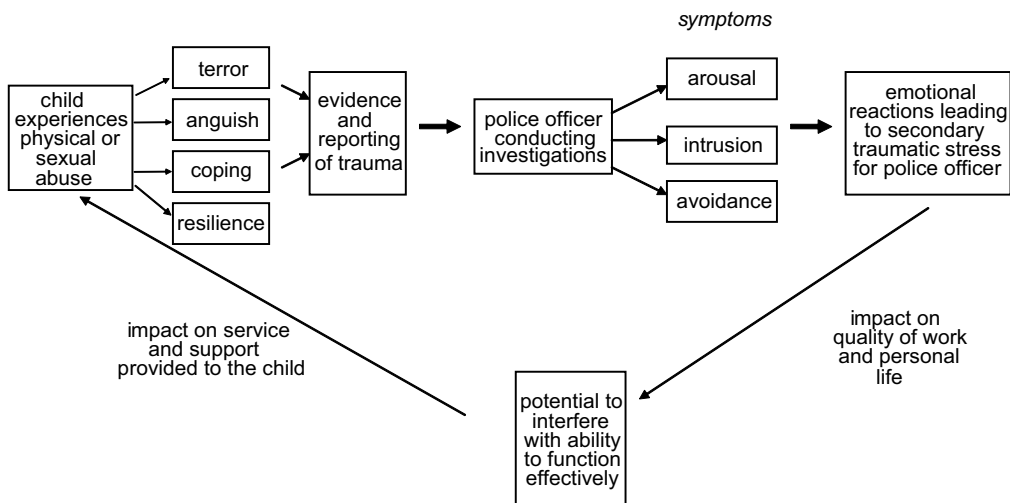 symptoms
child
experiences
physical or
sexual
abuse
terror
anguish
coping
resilience
evidence
and
reporting
of trauma
police officer
conducting
investigations
arousal
intrusion
avoidance
emotional
reactions leading
to secondary
traumatic stress
for police officer
impact on
quality of work
and personal
life
potential to
interfere
with ability
to function
effectively
impact on service
and support
provided to the child